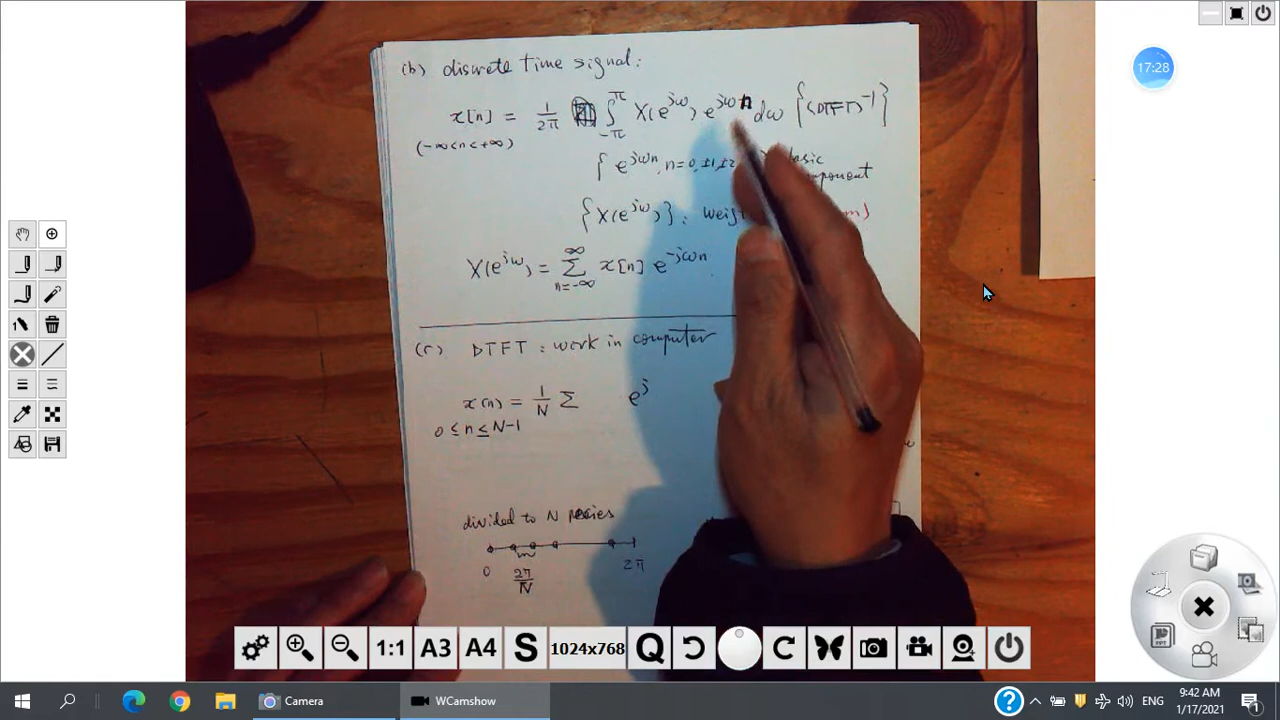 17:28
(b) discrete time signal:
x[n] = 1/2π ∫_{-π}^{π} X(e^{jω}) e^{jωn} dω {(DTFT)^{-1}}
(-∞<n<+∞)
{ e^{jωn}, n=0,±1,±2
{X(e^{jω})}:
X(e^{jω}) = Σ_{n=-∞}^{∞} x[n] e^{-jωn}
(c) DTFT : work in computer
x(n) = 1/N Σ e^j
0 ≤ n ≤ N-1
divided to N
0 2π/N 2π
1:1 A3 A4 S 1024x768 Q
Camera WCamshow
ENG 9:42 AM
1/17/2021